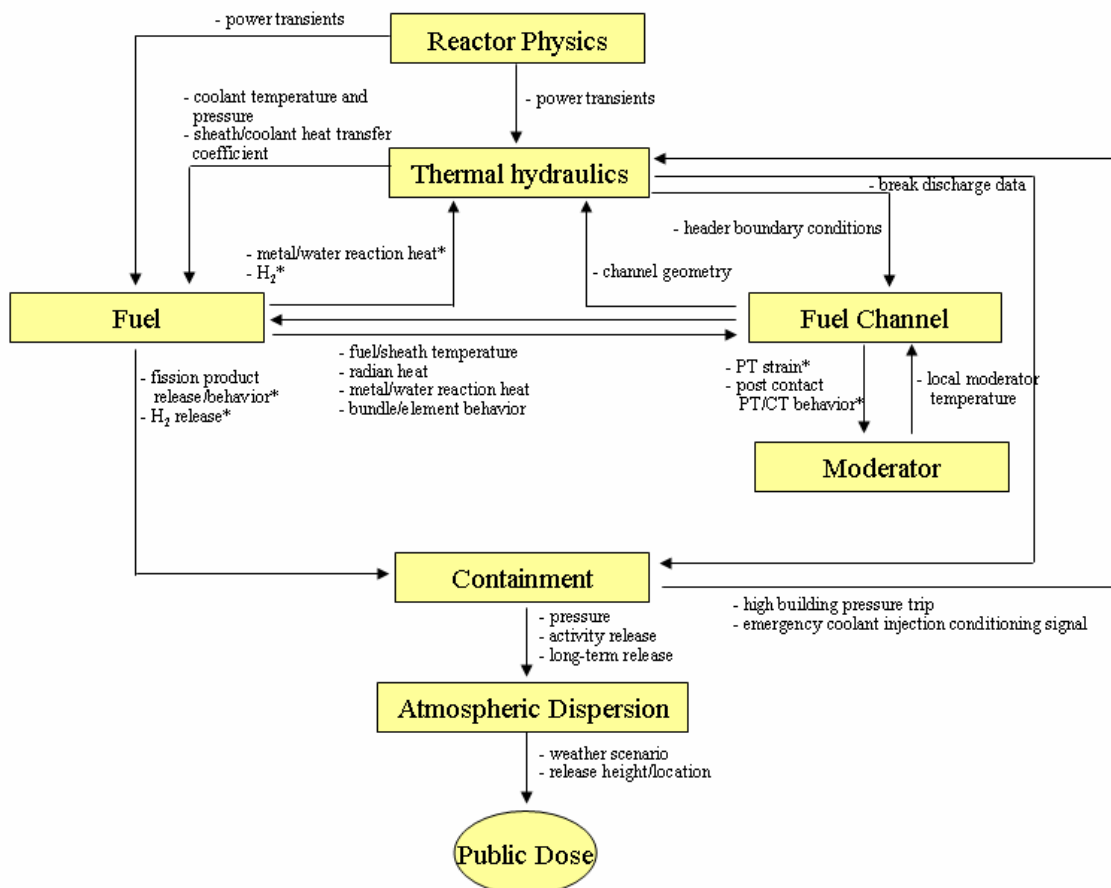 - power transients
Reactor Physics
- coolant temperature and
pressure
- sheath/coolant heat transfer
coefficient
- power transients
Thermal hydraulics
- break discharge data
- header boundary conditions
- metal/water reaction heat*
- H₂*
- channel geometry
Fuel
Fuel Channel
- fission product
release/behavior*
- H₂ release*
- fuel/sheath temperature
- radian heat
- metal/water reaction heat
- bundle/element behavior
- PT strain*
- post contact
PT/CT behavior*
- local moderator
temperature
Moderator
Containment
- high building pressure trip
- emergency coolant injection conditioning signal
- pressure
- activity release
- long-term release
Atmospheric Dispersion
- weather scenario
- release height/location
Public Dose